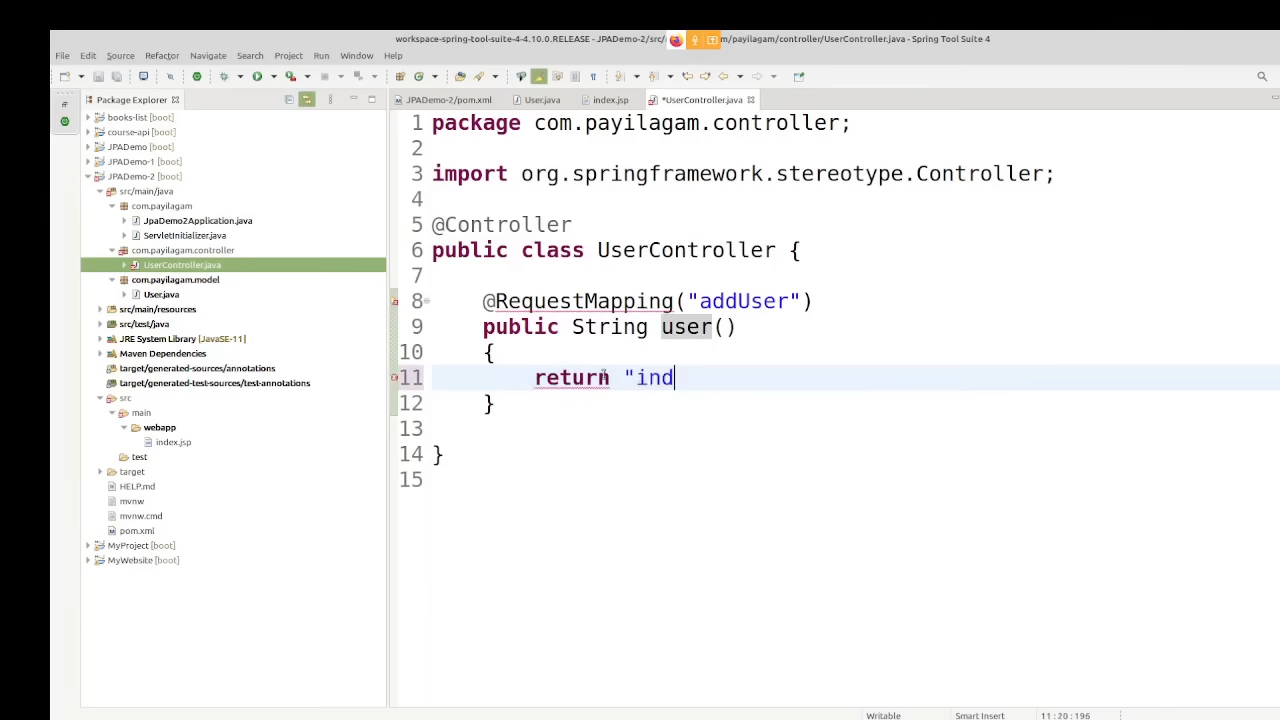 workspace-spring-tool-suite-4-4.10.0.RELEASE - JPADemo-2/src/ m/payilagam/controller/UserController.java - Spring Tool Suite 4
File Edit Source Refactor Navigate Search Project Run Window Help
Package Explorer
JPADemo-2/pom.xml User.java index.jsp *UserController.java
books-list [boot]
course-api [boot]
JPADemo [boot]
JPADemo-1 [boot]
JPADemo-2 [boot]
src/main/java
com.payilagam
JpaDemo2Application.java
ServletInitializer.java
com.payilagam.controller
UserController.java
com.payilagam.model
User.java
src/main/resources
src/test/java
JRE System Library [JavaSE-11]
Maven Dependencies
target/generated-sources/annotations
target/generated-test-sources/test-annotations
src
main
webapp
index.jsp
test
target
HELP.md
mvnw
mvnw.cmd
pom.xml
MyProject [boot]
MyWebsite [boot]
1 package com.payilagam.controller;
2
3 import org.springframework.stereotype.Controller;
4
5 @Controller
6 public class UserController {
7
8 @RequestMapping("addUser")
9 public String user()
10 {
11 return "ind
12 }
13
14 }
15
Writable Smart Insert 11:20:196